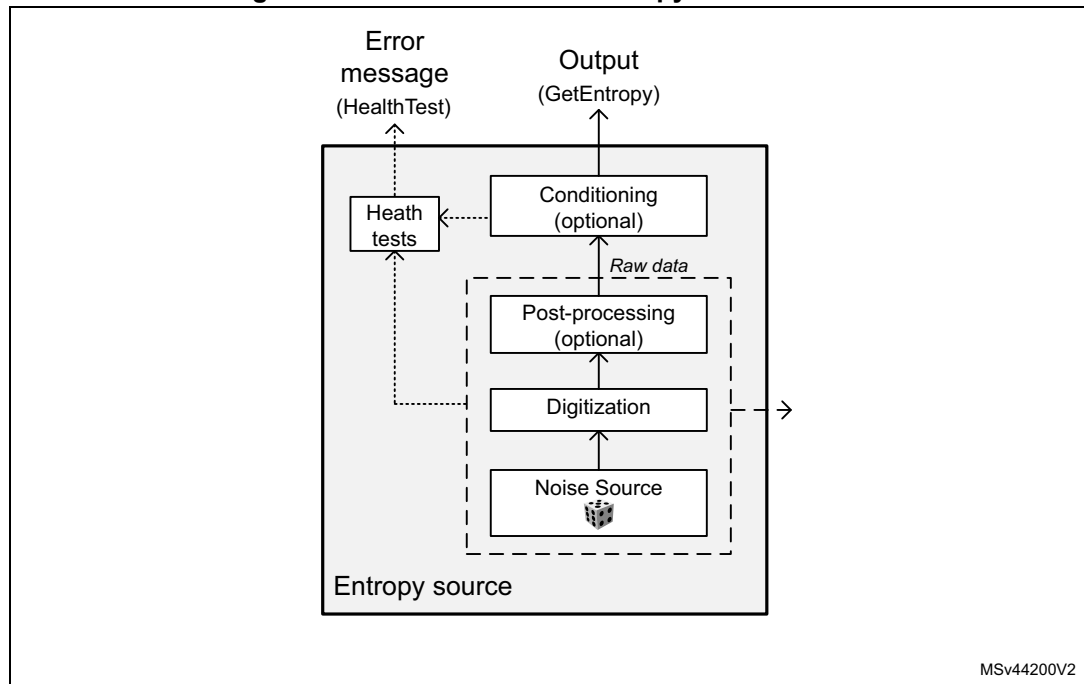 Error
message
(HealthTest)
Output
(GetEntropy)
Conditioning
(optional)
Heath
tests
Raw data
Post-processing
(optional)
Digitization
Noise Source
Entropy source
MSv44200V2